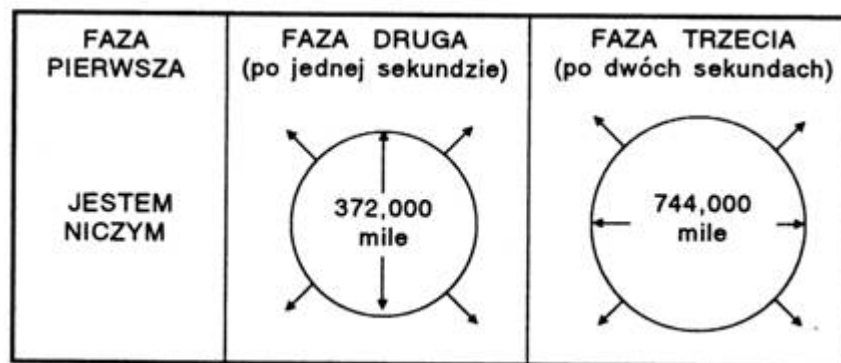 FAZA
PIERWSZA
JESTEM
NICZYM
FAZA DRUGA
(po jednej sekundzie)
372,000
mile
FAZA TRZECIA
(po dwóch sekundach)
744,000
mile